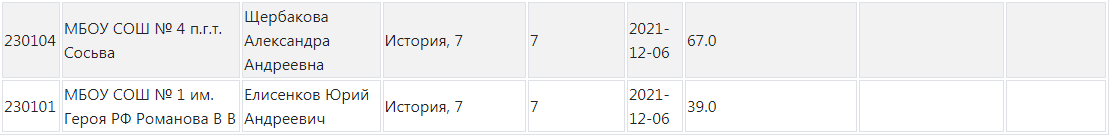 230104
МБОУ СОШ № 4 п.г.т.
Сосьва
Щербакова
Александра
Андреевна
История, 7
7
2021-
12-06
67.0
230101
МБОУ СОШ № 1 им.
Героя РФ Романова В В
Елисенков Юрий
Андреевич
История, 7
7
2021-
12-06
39.0